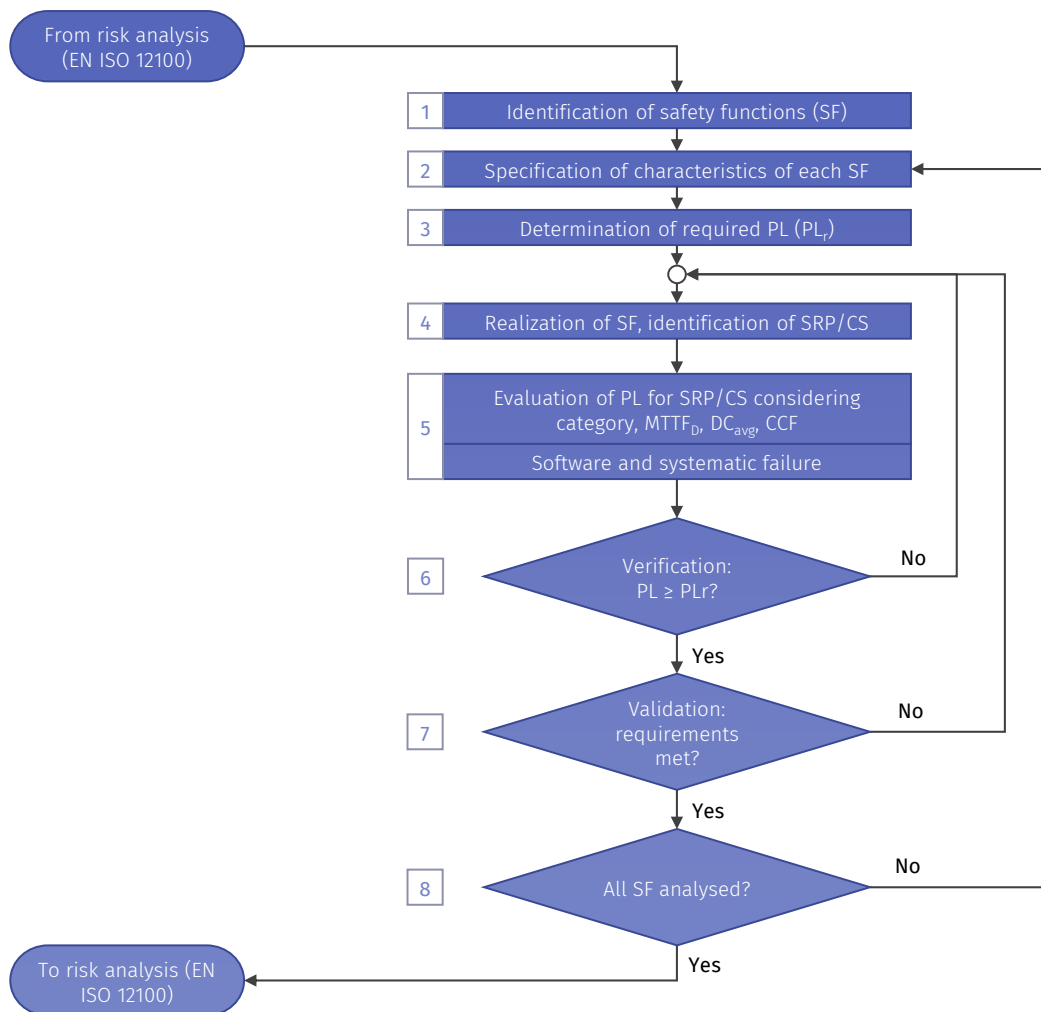 From risk analysis
(EN ISO 12100)
1
Identification of safety functions (SF)
2
Specification of characteristics of each SF
3
Determination of required PL (PLr)
4
Realization of SF, identification of SRP/CS
5
Evaluation of PL for SRP/CS considering
category, MTTFD, DCavg, CCF
Software and systematic failure
6
Verification:
PL ≥ PLr?
No
Yes
7
Validation:
requirements
met?
No
Yes
8
All SF analysed?
No
Yes
To risk analysis (EN
ISO 12100)